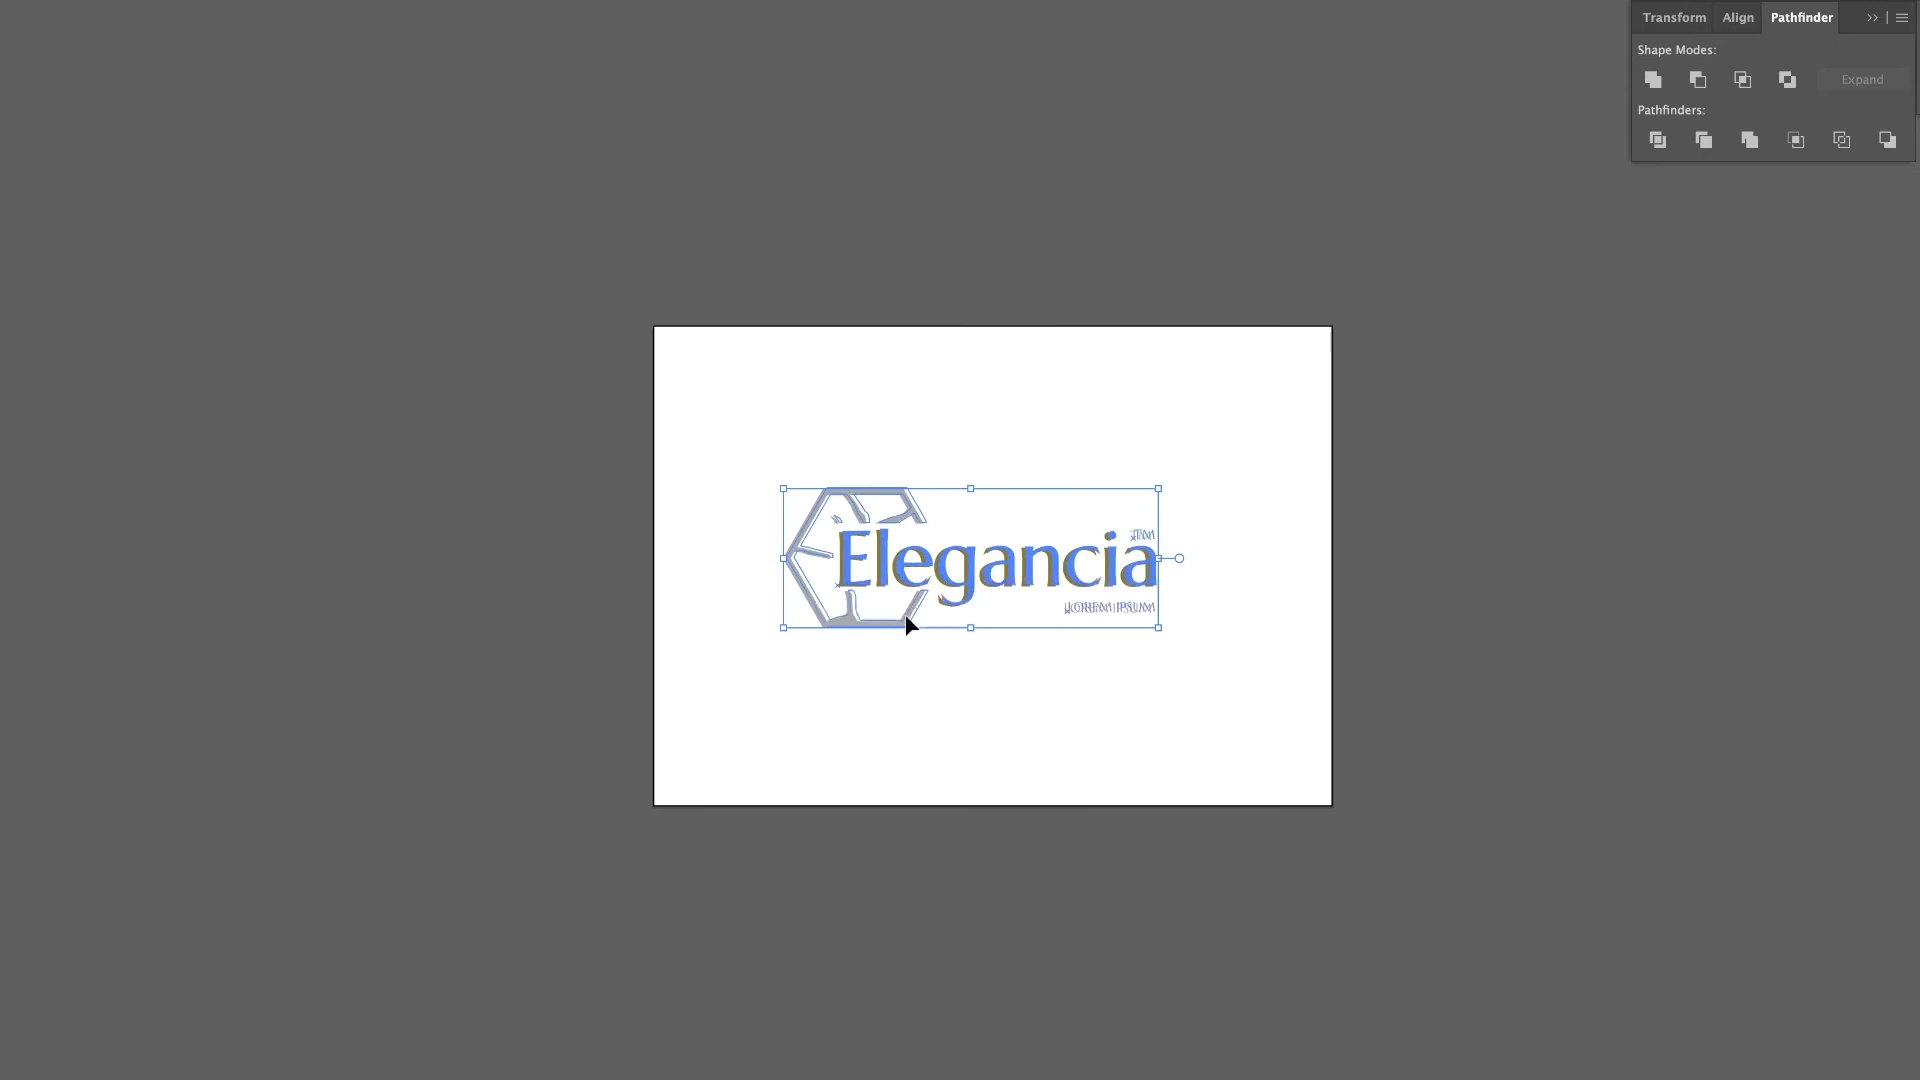 Transform Align Pathfinder
Shape Modes:
Expand
Pathfinders:
Elegancia
LOREM IPSUM